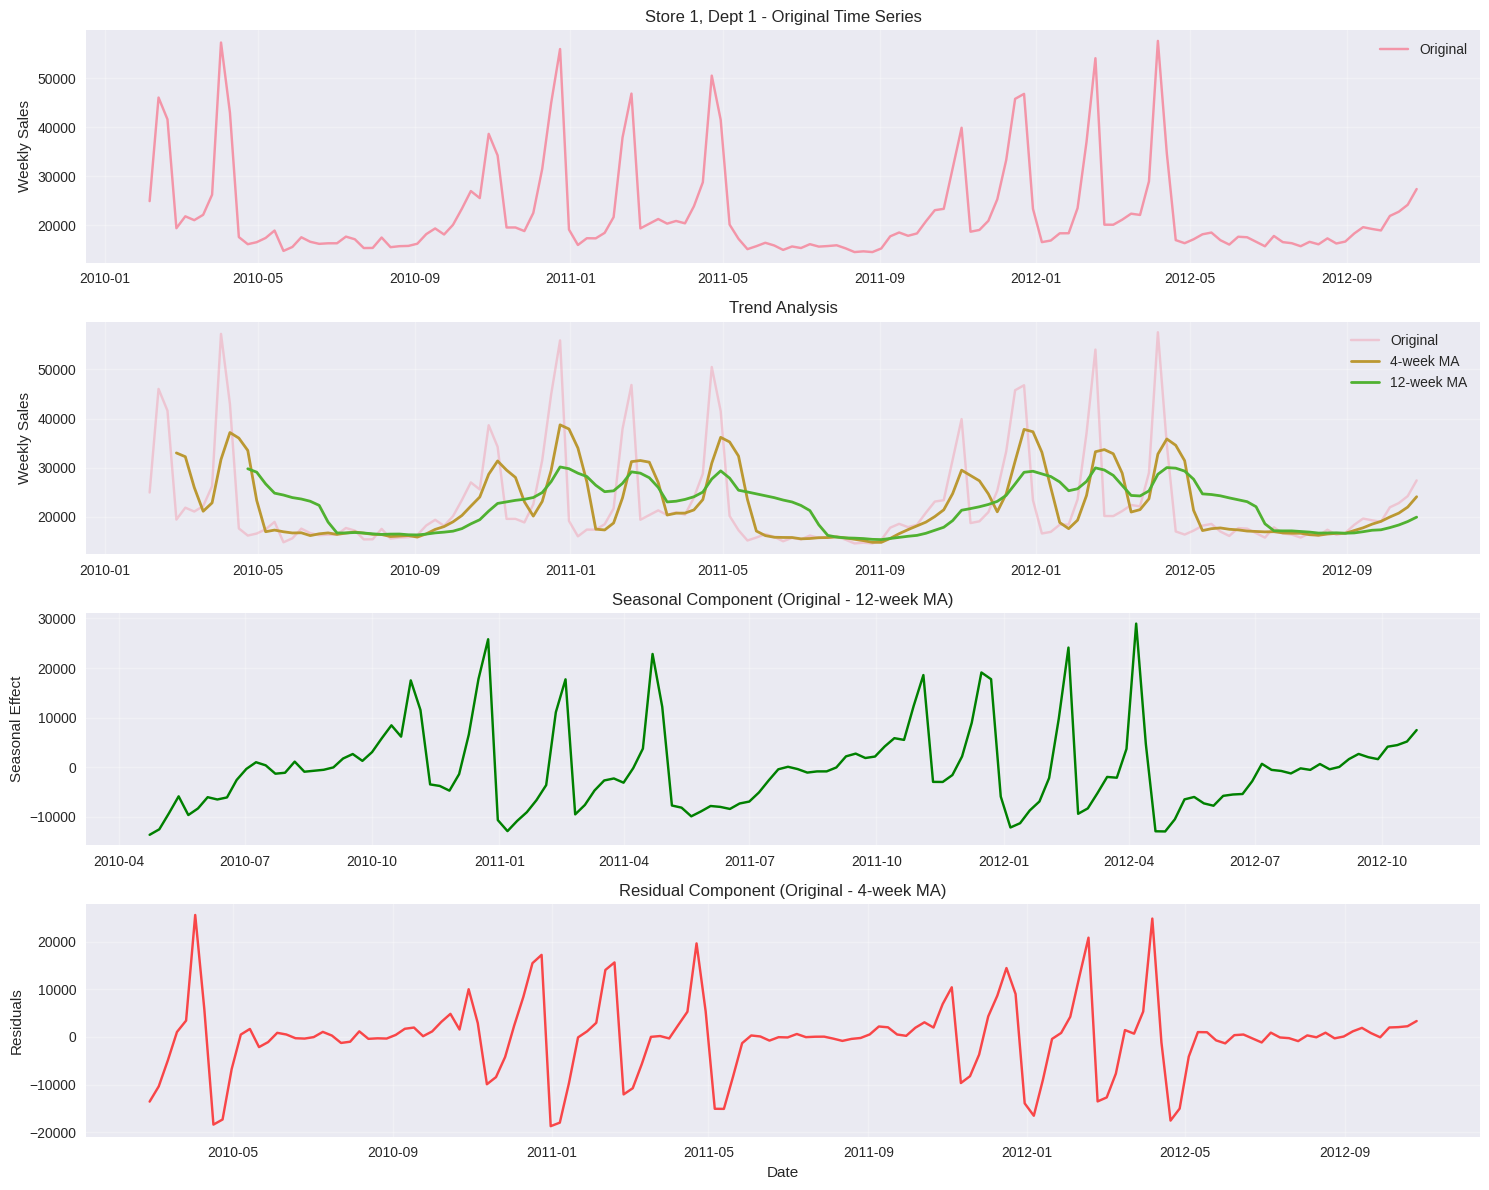 Store 1, Dept 1 - Original Time Series
Weekly Sales
50000
40000
30000
20000
Original
2010-01 2010-05 2010-09 2011-01 2011-05 2011-09 2012-01 2012-05 2012-09
Trend Analysis
Weekly Sales
50000
40000
30000
20000
Original
4-week MA
12-week MA
2010-01 2010-05 2010-09 2011-01 2011-05 2011-09 2012-01 2012-05 2012-09
Seasonal Component (Original - 12-week MA)
Seasonal Effect
30000
20000
10000
0
−10000
2010-04 2010-07 2010-10 2011-01 2011-04 2011-07 2011-10 2012-01 2012-04 2012-07 2012-10
Residual Component (Original - 4-week MA)
Residuals
20000
10000
0
−10000
−20000
2010-05 2010-09 2011-01 2011-05 2011-09 2012-01 2012-05 2012-09
Date